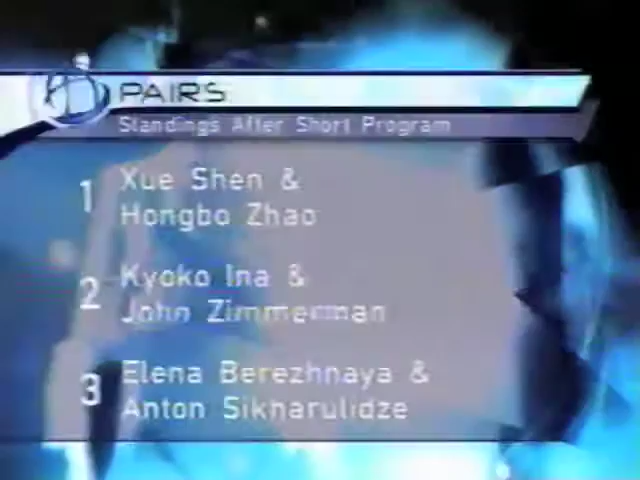 PAIRS
Standings After Short Program
1 Xue Shen &
Hongbo Zhao
2 Kyoko Ina &
John Zimmerman
3 Elena Berezhnaya &
Anton Sikharulidze